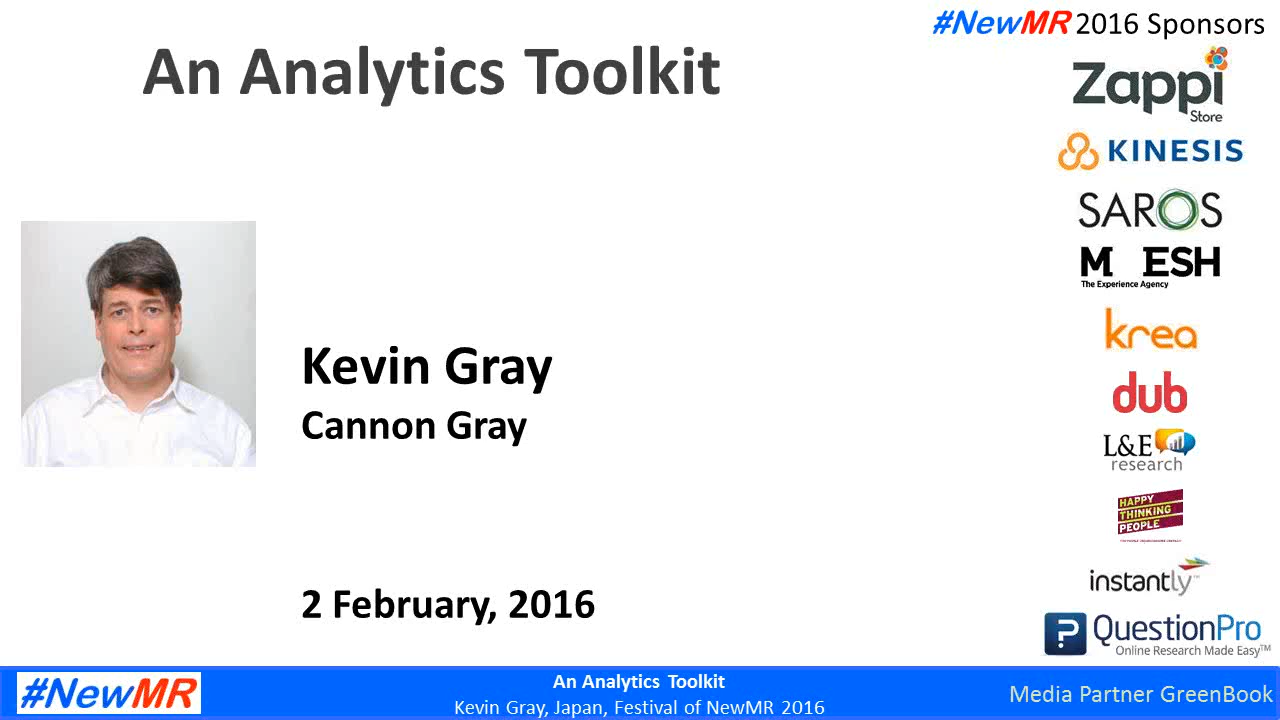 #NewMR 2016 Sponsors
An Analytics Toolkit
Zappi
Store
KINESIS
SAROS
M ESH
The Experience Agency
krea
dub
Kevin Gray
Cannon Gray
L&E
research
HAPPY
THINKING
PEOPLE
instantly™
2 February, 2016
QuestionPro
Online Research Made Easy™
#NewMR
An Analytics Toolkit
Kevin Gray, Japan, Festival of NewMR 2016
Media Partner GreenBook